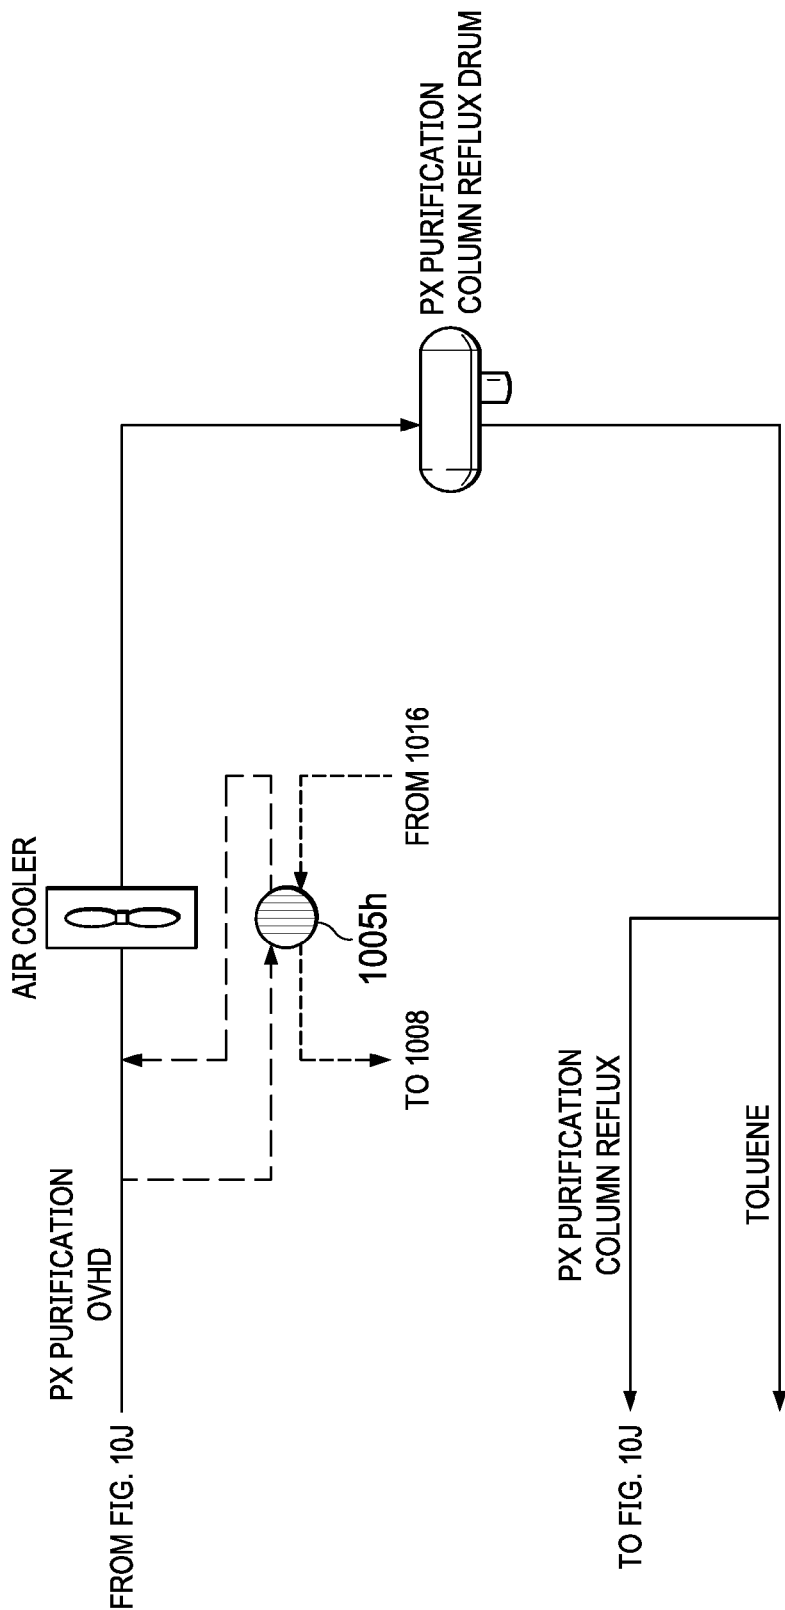 FROM FIG. 10J
PX PURIFICATION
OVHD
AIR COOLER
1005h
TO 1008
FROM 1016
PX PURIFICATION
COLUMN REFLUX DRUM
TO FIG. 10J
PX PURIFICATION
COLUMN REFLUX
TOLUENE